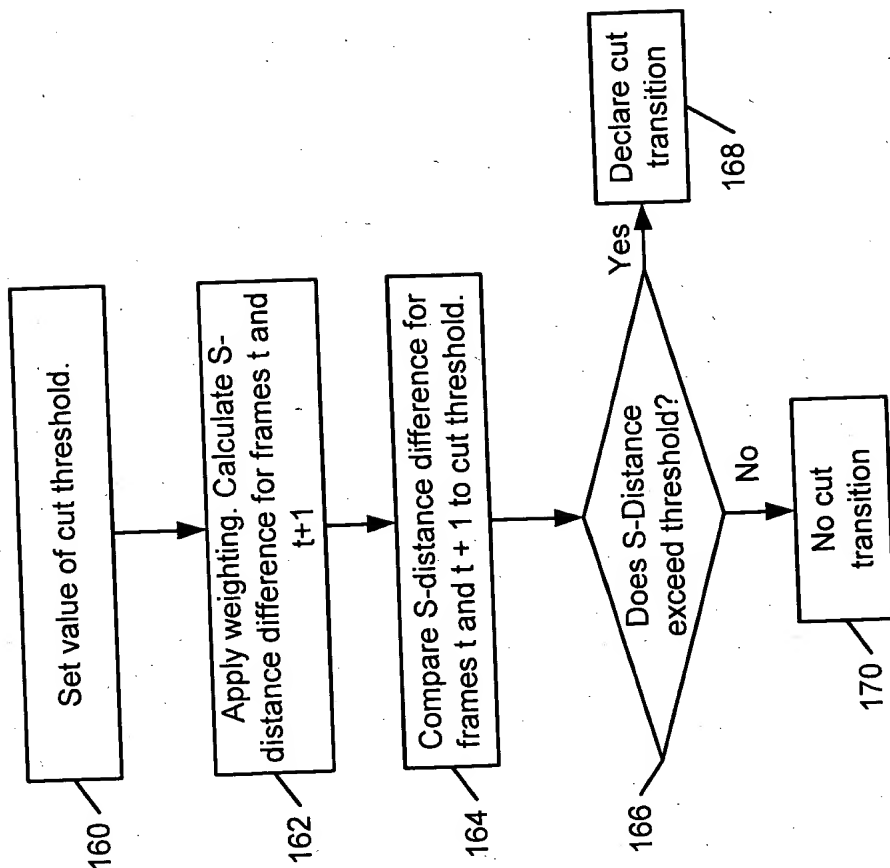 Set value of cut threshold.
160
Apply weighting. Calculate S-
distance difference for frames t and
t+1
162
Compare S-distance difference for
frames t and t + 1 to cut threshold.
164
Does S-Distance
exceed threshold?
166
Yes
Declare cut
transition
168
No
No cut
transition
170